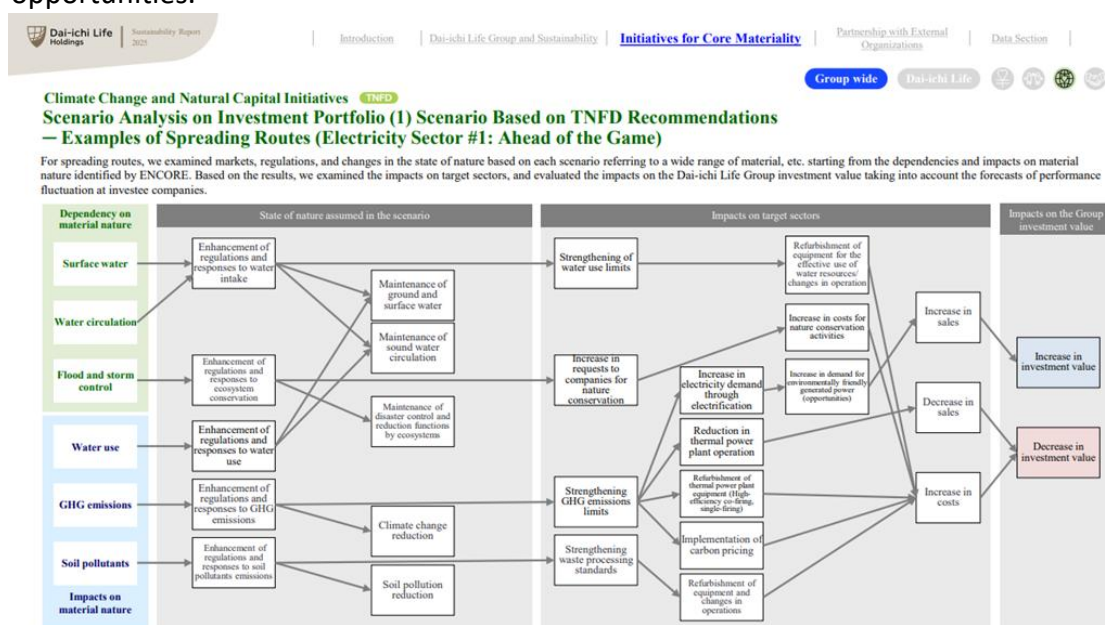 opportunities.
Dai-ichi Life
Holdings
Sustainability Report
2025
Introduction
Dai-ichi Life Group and Sustainability
Initiatives for Core Materiality
Partnership with External
Organizations
Data Section
Group wide
Dai-ichi Life
Climate Change and Natural Capital Initiatives TNFD
Scenario Analysis on Investment Portfolio (1) Scenario Based on TNFD Recommendations
— Examples of Spreading Routes (Electricity Sector #1: Ahead of the Game)
For spreading routes, we examined markets, regulations, and changes in the state of nature based on each scenario referring to a wide range of material, etc. starting from the dependencies and impacts on material
nature identified by ENCORE. Based on the results, we examined the impacts on target sectors, and evaluated the impacts on the Dai-ichi Life Group investment value taking into account the forecasts of performance
fluctuation at investee companies.
Dependency on
material nature
State of nature assumed in the scenario
Impacts on target sectors
Impacts on the Group
investment value
Surface water
Water circulation
Flood and storm
control
Water use
GHG emissions
Soil pollutants
Impacts on
material nature
Enhancement of
regulations and
responses to water
intake
Enhancement of
regulations and
responses to
ecosystem
conservation
Enhancement of
regulations and
responses to water
use
Enhancement of
regulations and
responses to GHG
emissions
Enhancement of
regulations and
responses to soil
pollutants emissions
Maintenance of
ground and
surface water
Maintenance of
sound water
circulation
Maintenance of
disaster control and
reduction functions
by ecosystems
Climate change
reduction
Soil pollution
reduction
Strengthening of
water use limits
Increase in
requests to
companies for
nature
conservation
Strengthening
GHG emissions
limits
Strengthening
waste processing
standards
Increase in
electricity demand
through
electrification
Reduction in
thermal power
plant operation
Refurbishment of
thermal power plant
equipment (High-
efficiency co-firing,
single-firing)
Implementation of
carbon pricing
Refurbishment of
equipment and
changes in
operations
Refurbishment of
equipment for the
effective use of
water resources/
changes in operation
Increase in costs for
nature conservation
activities
Increase in demand for
environmentally friendly
generated power
(opportunities)
Increase in
sales
Decrease in
sales
Increase in
costs
Increase in
investment value
Decrease in
investment value